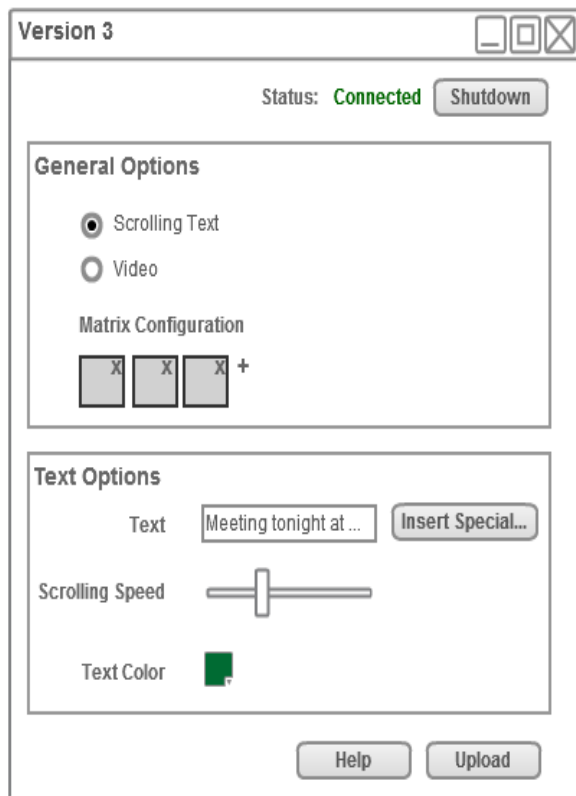 Version 3
Status: Connected Shutdown
General Options
Scrolling Text
Video
Matrix Configuration
X X X +
Text Options
Text Meeting tonight at ... Insert Special...
Scrolling Speed
Text Color
Help Upload